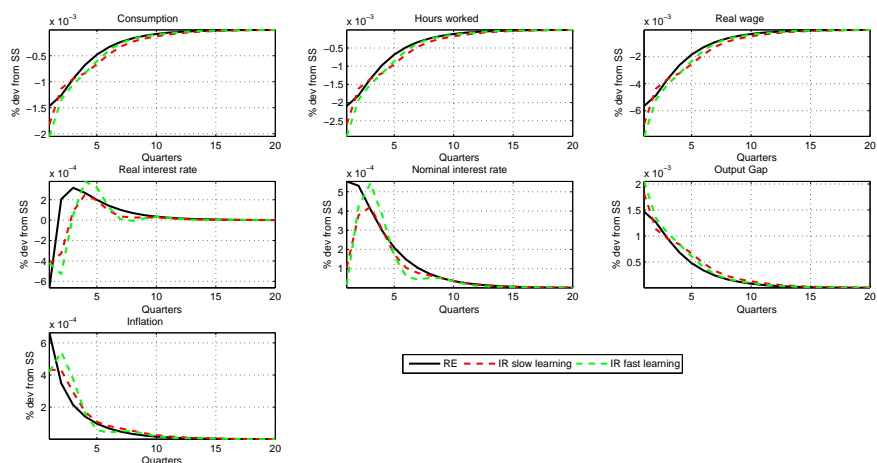 Consumption
x 10⁻³
% dev from SS
−0.5
−1
−1.5
−2
5 10 15 20
Quarters
Hours worked
x 10⁻³
% dev from SS
−0.5
−1
−1.5
−2
−2.5
5 10 15 20
Quarters
Real wage
x 10⁻³
% dev from SS
−2
−4
−6
5 10 15 20
Quarters
Real interest rate
x 10⁻⁴
% dev from SS
2
0
−2
−4
−6
5 10 15 20
Quarters
Nominal interest rate
x 10⁻⁴
% dev from SS
5
4
3
2
1
5 10 15 20
Quarters
Output Gap
x 10⁻³
% dev from SS
2
1.5
1
0.5
5 10 15 20
Quarters
Inflation
x 10⁻⁴
% dev from SS
6
4
2
5 10 15 20
Quarters
RE IR slow learning IR fast learning